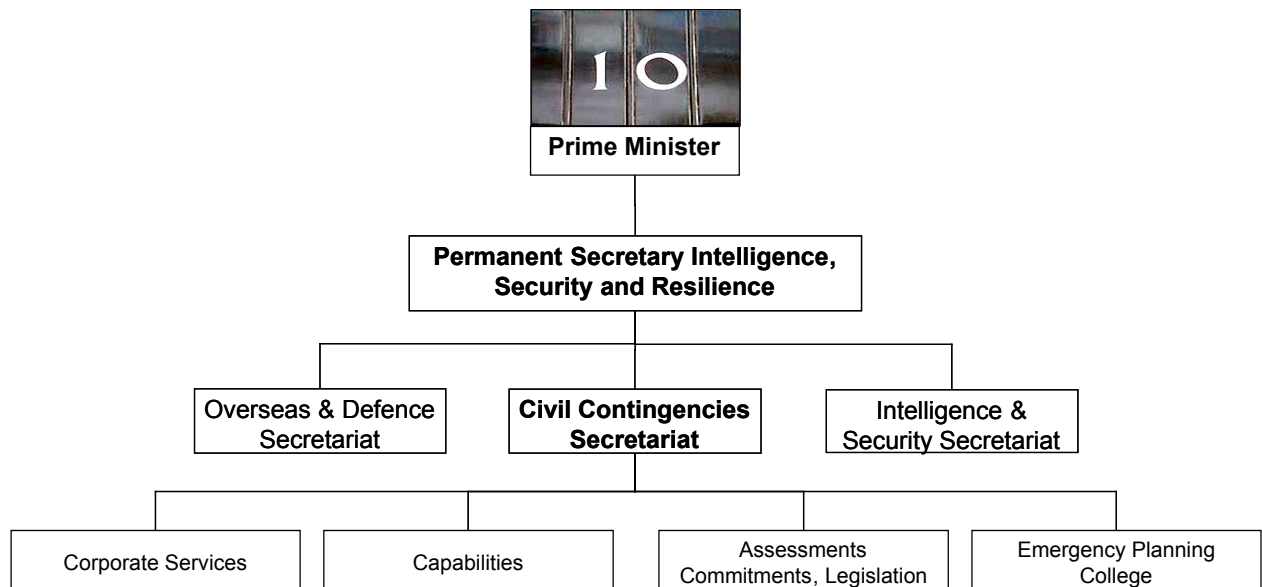 10
Prime Minister
Permanent Secretary Intelligence,
Security and Resilience
Overseas & Defence
Secretariat
Civil Contingencies
Secretariat
Intelligence &
Security Secretariat
Corporate Services
Capabilities
Assessments
Commitments, Legislation
Emergency Planning
College